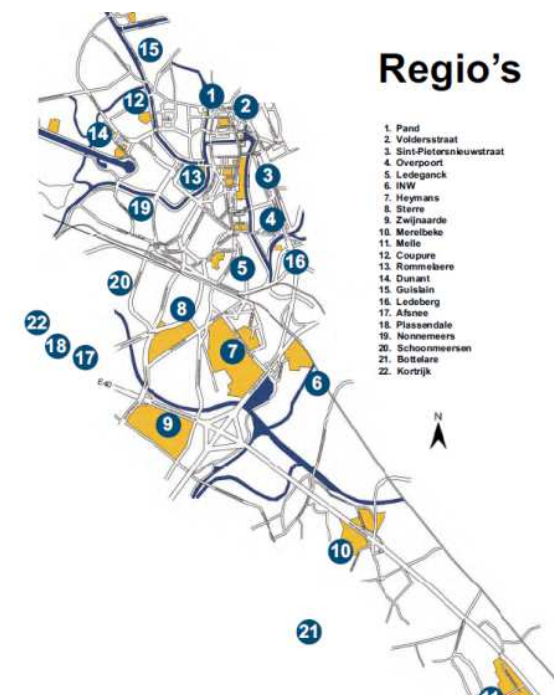 Regio's
1. Pand
2. Voldersstraat
3. Sint-Pietersnieuwstraat
4. Overpoort
5. Ledeganck
6. INW
7. Heymans
8. Sterre
9. Zwijnaarde
10. Merelbeke
11. Melle
12. Coupure
13. Rommelaere
14. Dunant
15. Guislain
16. Ledeberg
17. Afsnee
18. Plassendale
19. Nonnemeers
20. Schoonmeersen
21. Bottelare
22. Kortrijk
N
15
1
12
2
14
13
3
19
4
5
16
20
8
22
18
17
7
6
E40
9
10
21
11